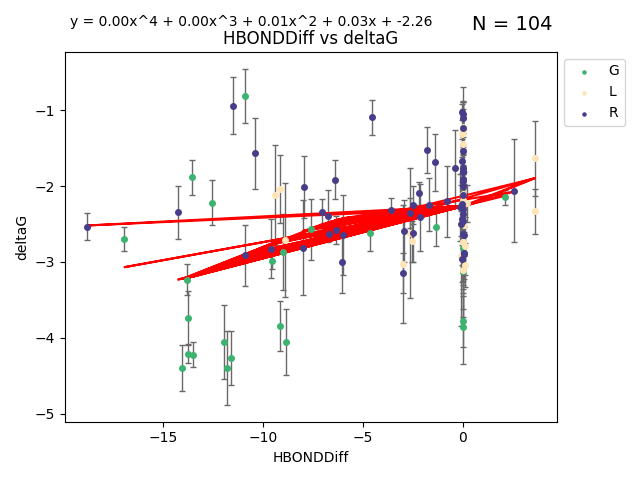 y = 0.00x^4 + 0.00x^3 + 0.01x^2 + 0.03x + -2.26
N = 104
HBONDDiff vs deltaG
G
L
R
deltaG
−1
−2
−3
−4
−5
−15
−10
−5
0
HBONDDiff